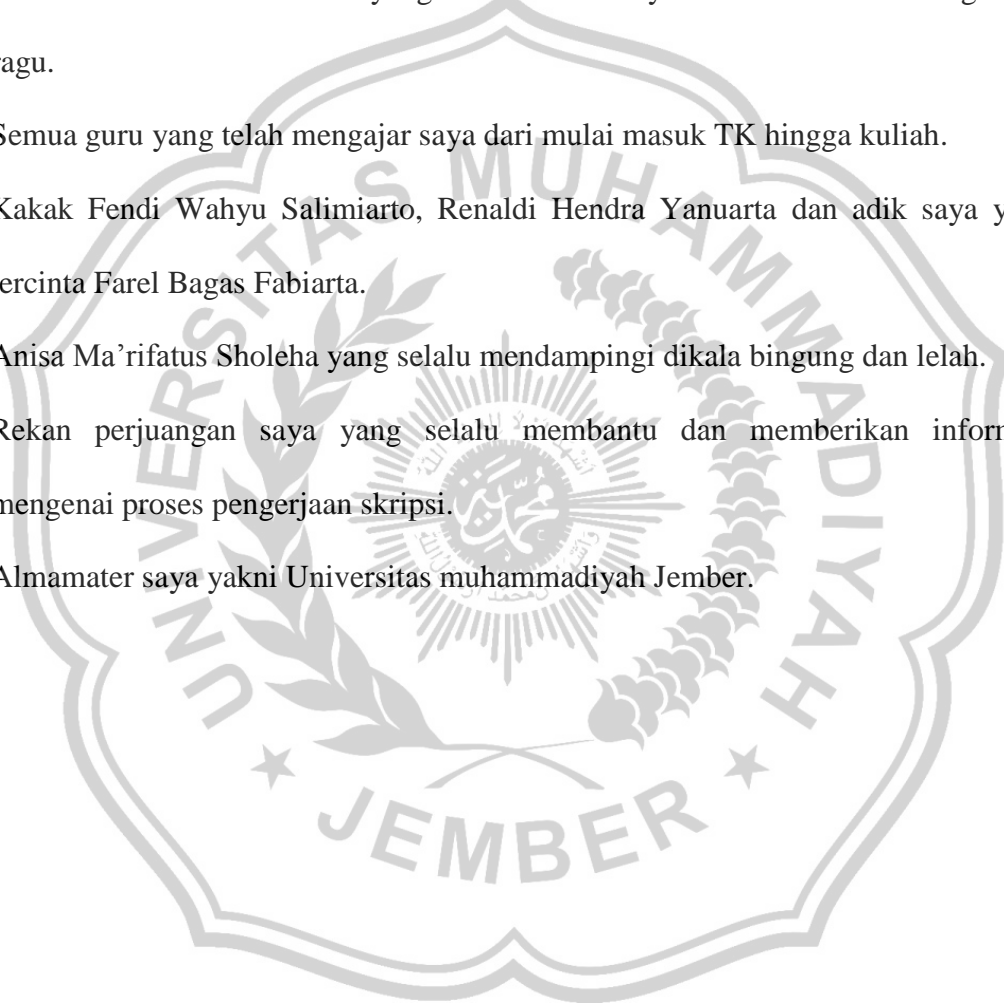 ragu.
Semua guru yang telah mengajar saya dari mulai masuk TK hingga kuliah.
Kakak Fendi Wahyu Salimiarto, Renaldi Hendra Yanuarta dan adik saya y
tercinta Farel Bagas Fabiarta.
Anisa Ma’rifatus Sholeha yang selalu mendampingi dikala bingung dan lelah.
Rekan perjuangan saya yang selalu membantu dan memberikan inform
mengenai proses pengerjaan skripsi.
Almamater saya yakni Universitas muhammadiyah Jember.
UNIVERSITAS MUHAMMADIYAH
JEMBER